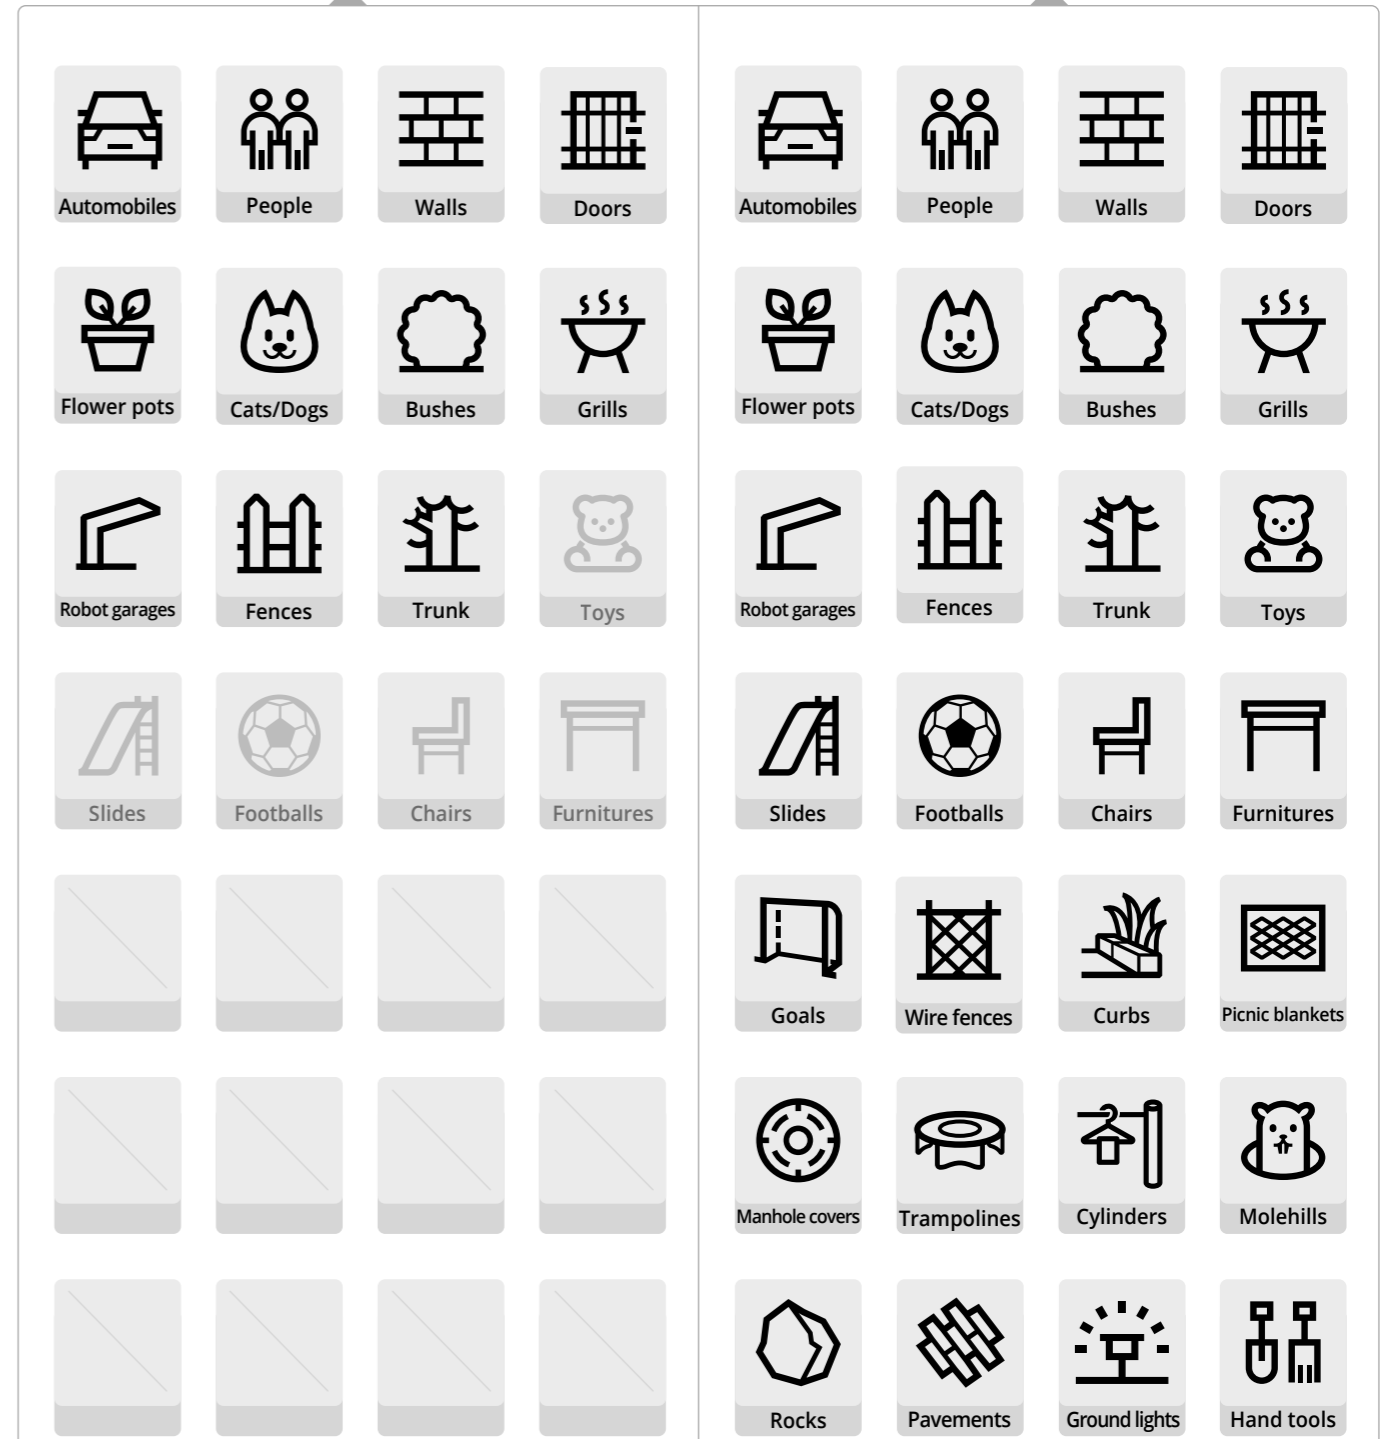 Automobiles People Walls Doors
Automobiles People Walls Doors
Flower pots Cats/Dogs Bushes Grills
Flower pots Cats/Dogs Bushes Grills
Robot garages Fences Trunk Toys
Robot garages Fences Trunk Toys
Slides Footballs Chairs Furnitures
Slides Footballs Chairs Furnitures
Goals Wire fences Curbs Picnic blankets
Manhole covers Trampolines Cylinders Molehills
Rocks Pavements Ground lights Hand tools